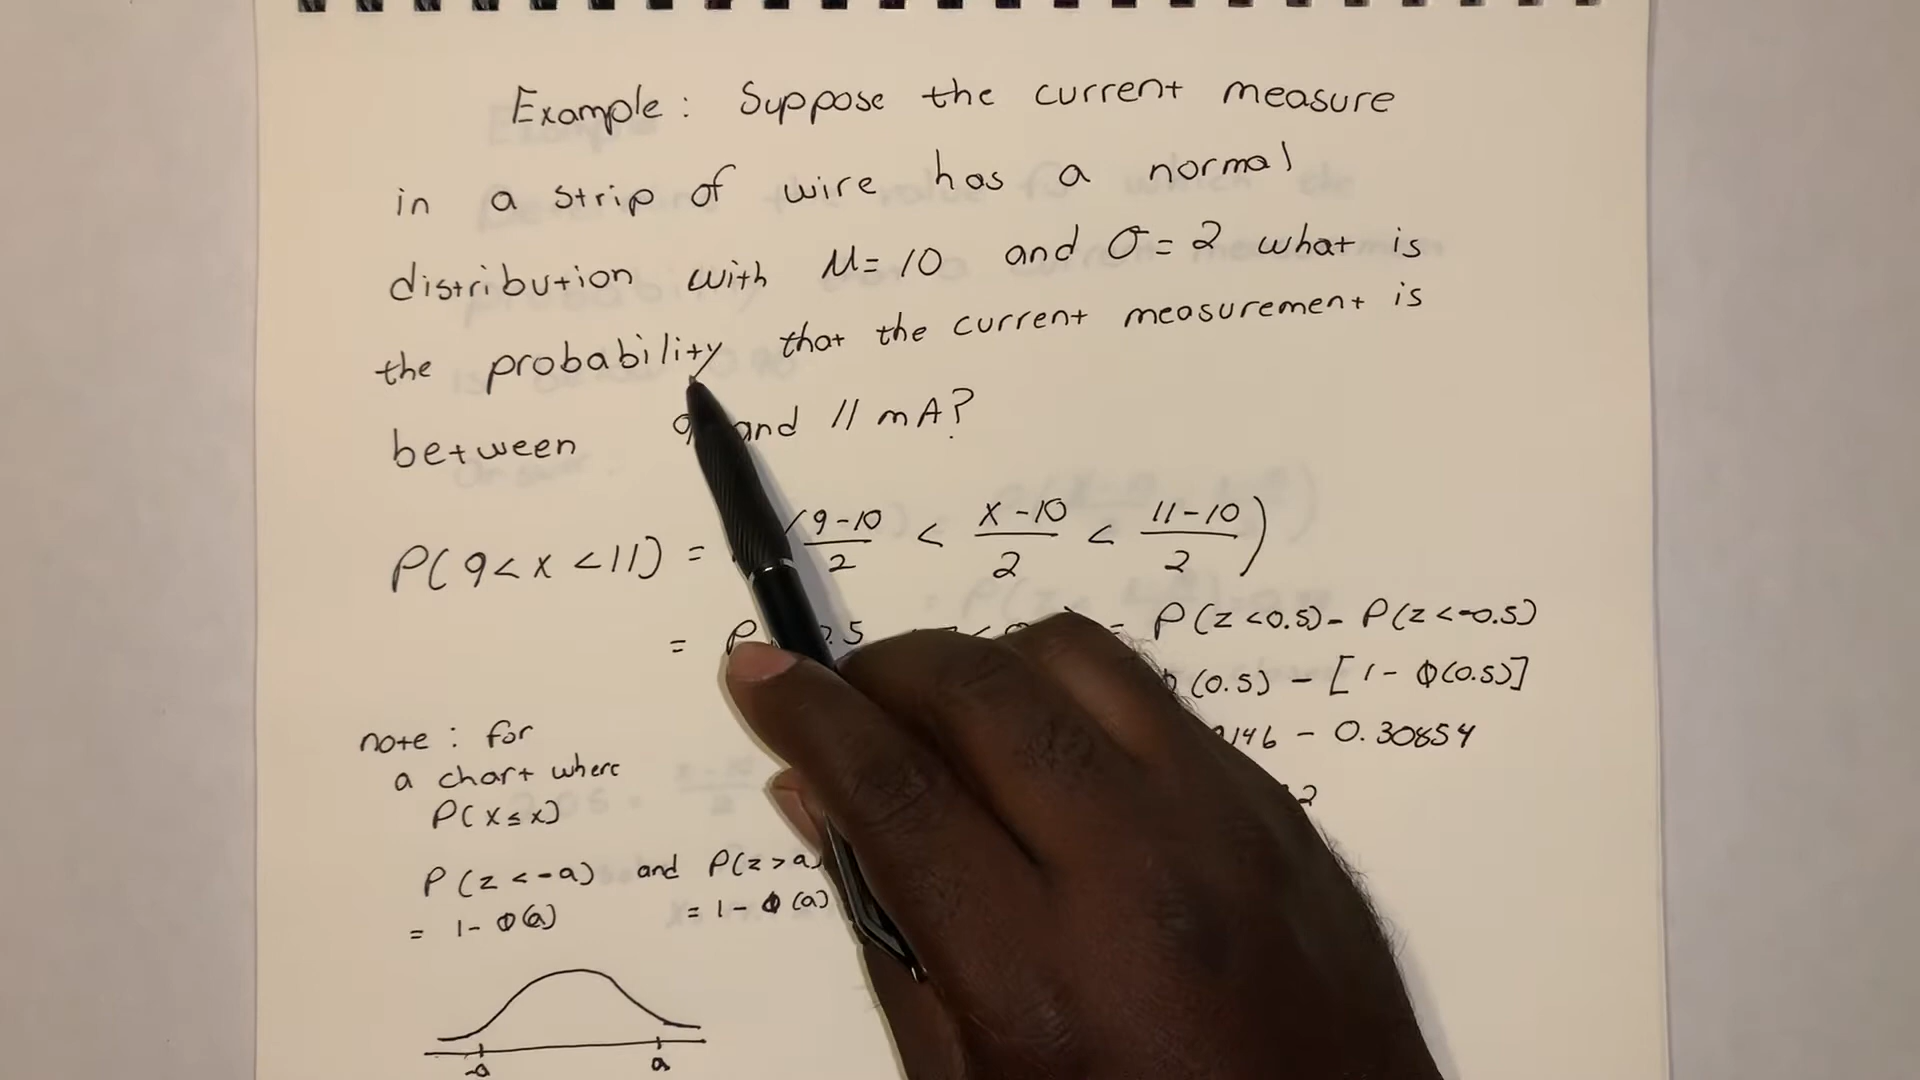 Example: Suppose the current measure
in a strip of wire has a normal
distribution with M=10 and σ=2 what is
the probability that the current measurement is
between and 11 mA?
P(9<x<11) = (9-10/2 < x-10/2 < 11-10/2)
= P .5 < = P(z<0.5)- P(z<-0.5)
(0.5) - [1- Φ(0.5)]
146 - 0.30854
2
note: for
a chart where
P(x≤x)
P(z<-a) and P(z>a)
= 1- Φ(a) = 1- Φ(a)
-a a